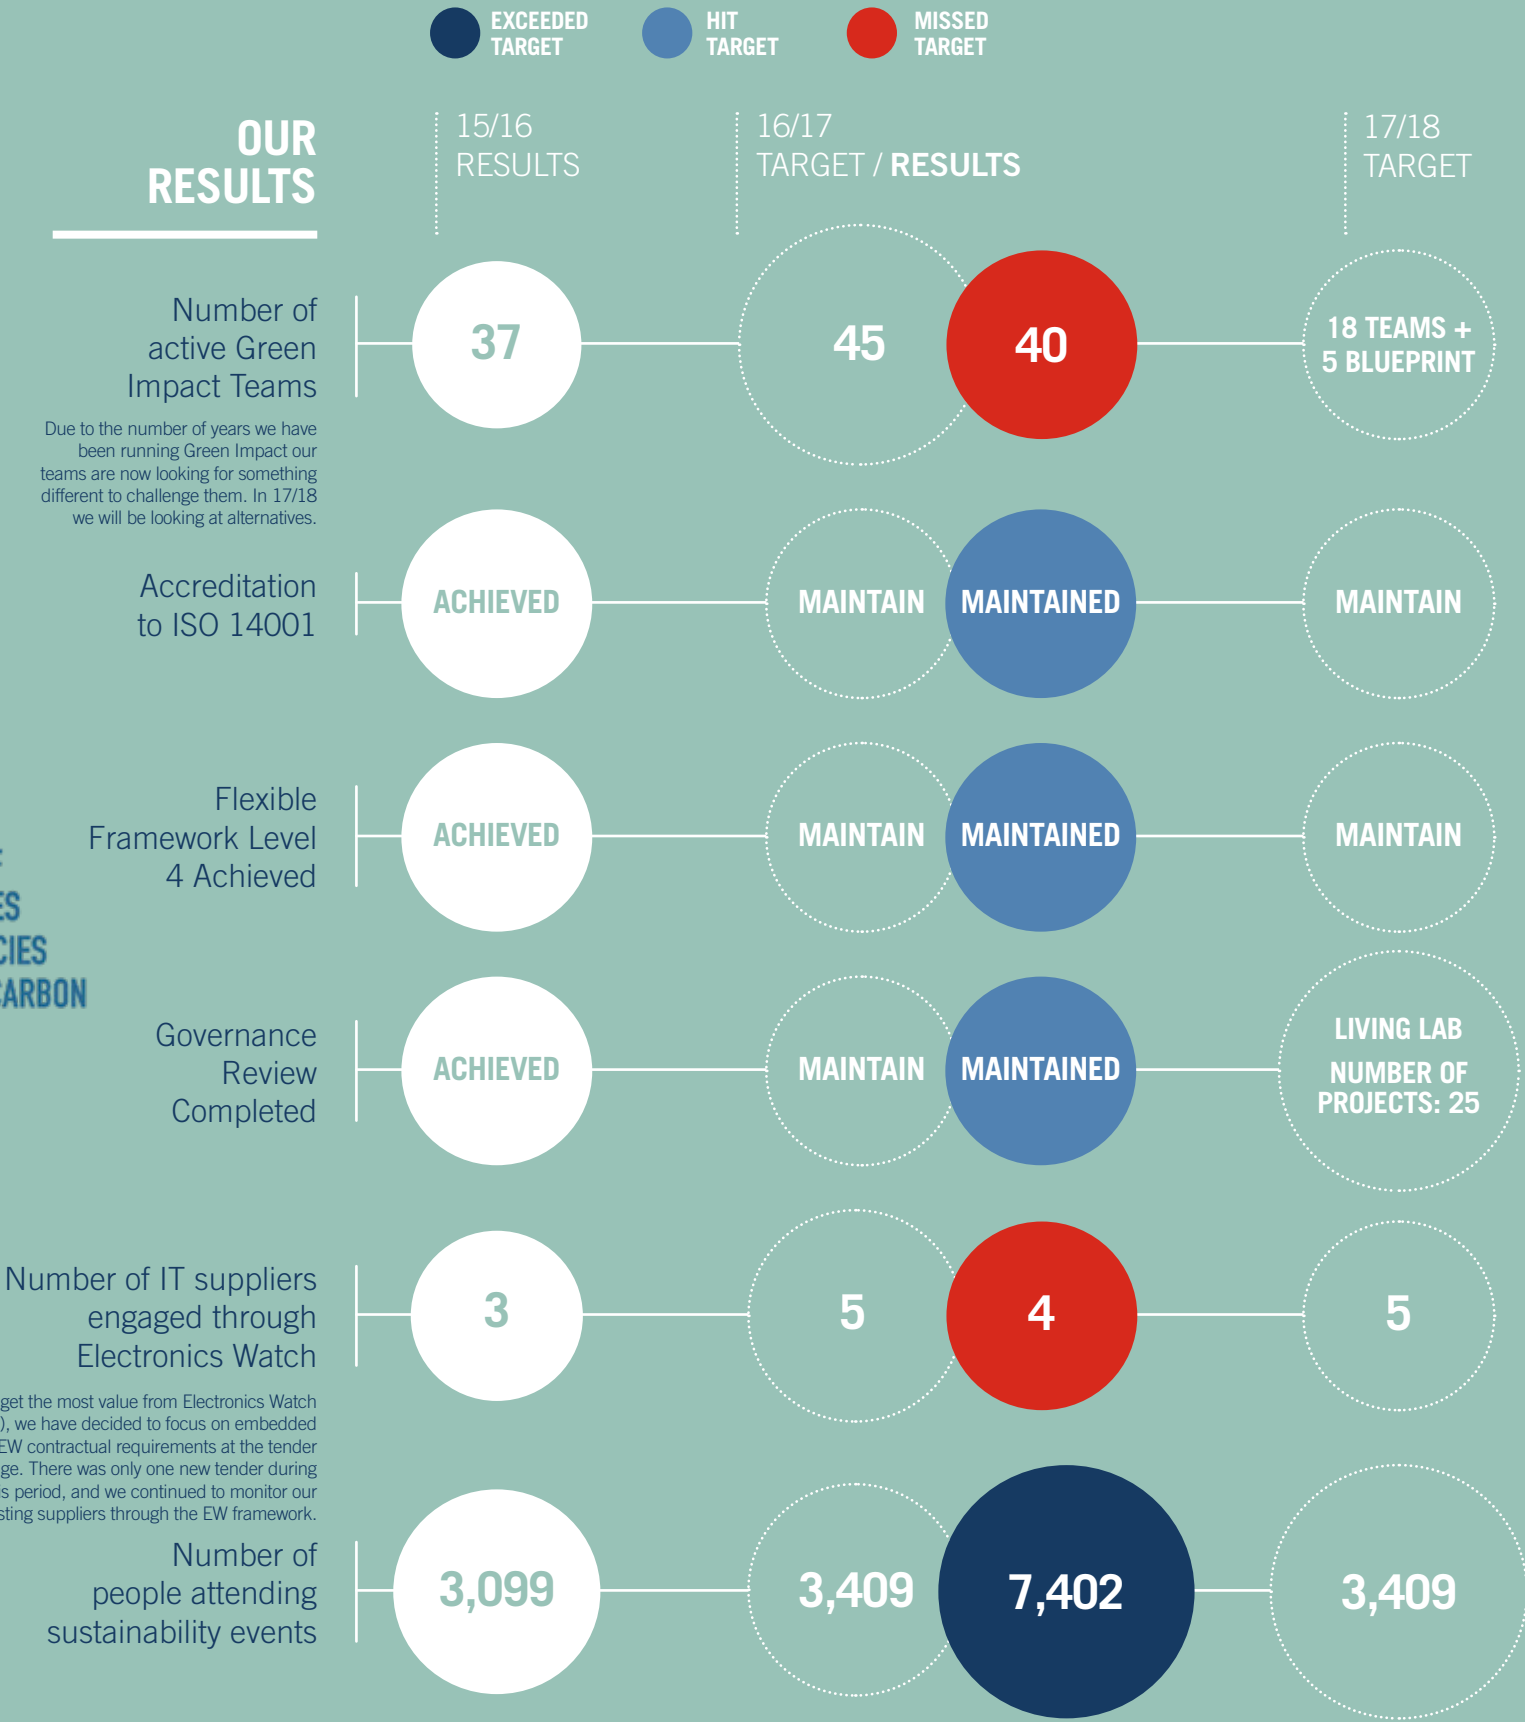 EXCEEDED
TARGET
HIT
TARGET
MISSED
TARGET
OUR
RESULTS
15/16
RESULTS
16/17
TARGET / RESULTS
17/18
TARGET
Number of
active Green
Impact Teams
Due to the number of years we have
been running Green Impact our
teams are now looking for something
different to challenge them. In 17/18
we will be looking at alternatives.
37
45
40
18 TEAMS +
5 BLUEPRINT
Accreditation
to ISO 14001
ACHIEVED
MAINTAIN
MAINTAINED
MAINTAIN
Flexible
Framework Level
4 Achieved
ACHIEVED
MAINTAIN
MAINTAINED
MAINTAIN
ES
CIES
CARBON
Governance
Review
Completed
ACHIEVED
MAINTAIN
MAINTAINED
LIVING LAB
NUMBER OF
PROJECTS: 25
Number of IT suppliers
engaged through
Electronics Watch
get the most value from Electronics Watch
), we have decided to focus on embedded
EW contractual requirements at the tender
ge. There was only one new tender during
s period, and we continued to monitor our
sting suppliers through the EW framework.
3
5
4
5
Number of
people attending
sustainability events
3,099
3,409
7,402
3,409